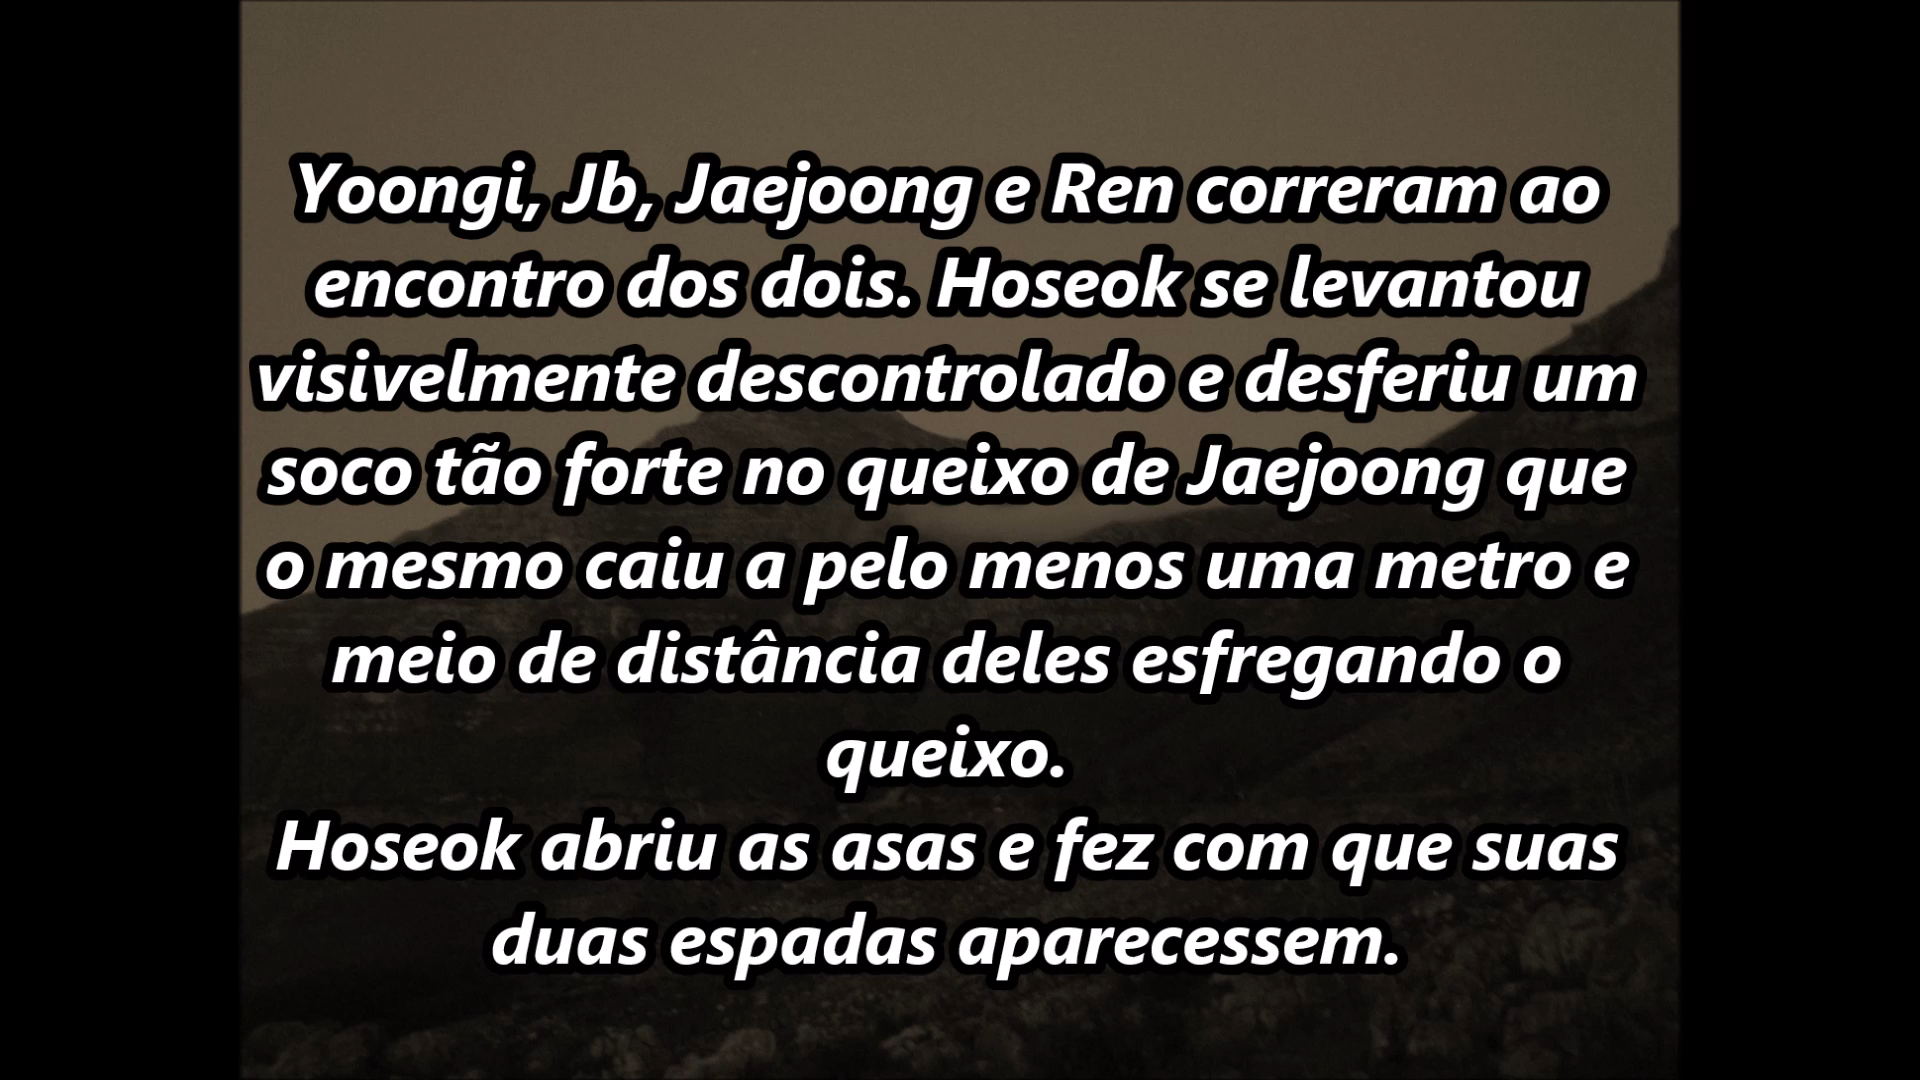 Yoongi, Jb, Jaejoong e Ren correram ao
encontro dos dois. Hoseok se levantou
visivelmente descontrolado e desferiu um
soco tão forte no queixo de Jaejoong que
o mesmo caiu a pelo menos uma metro e
meio de distância deles esfregando o
queixo.
Hoseok abriu as asas e fez com que suas
duas espadas aparecessem.